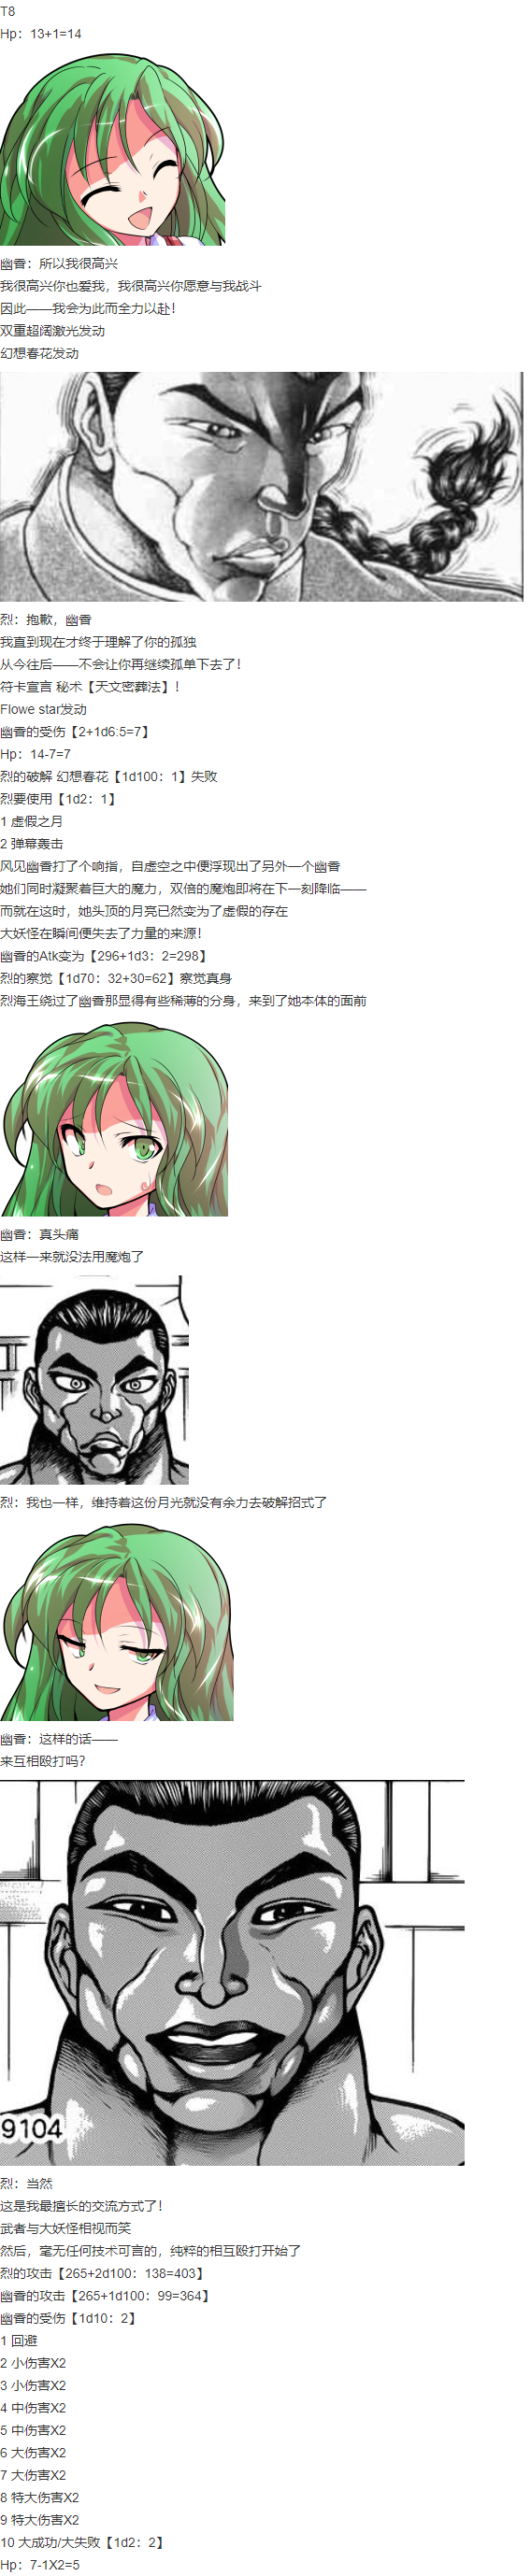 T8
Hp：13+1=14
幽香：所以我很高兴
我很高兴你也爱我，我很高兴你愿意与我战斗
因此——我会为此而全力以赴！
双重超阔激光发动
幻想春花发动
烈：抱歉，幽香
我直到现在才终于理解了你的孤独
从今往后——不会让你再继续孤单下去了！
符卡宣言 秘术【天文密葬法】！
Flowe star发动
幽香的受伤【2+1d6:5=7】
Hp：14-7=7
烈的破解 幻想春花【1d100：1】失败
烈要使用【1d2：1】
1 虚假之月
2 弹幕轰击
风见幽香打了个响指，自虚空之中便浮现出了另外一个幽香
她们同时凝聚着巨大的魔力，双倍的魔炮即将在下一刻降临——
而就在这时，她头顶的月亮已然变为了虚假的存在
大妖怪在瞬间便失去了力量的来源！
幽香的Atk变为【296+1d3：2=298】
烈的察觉【1d70：32+30=62】察觉真身
烈海王绕过了幽香那显得有些稀薄的分身，来到了她本体的面前
幽香：真头痛
这样一来就没法用魔炮了
烈：我也一样，维持着这份月光就没有余力去破解招式了
幽香：这样的话——
来互相殴打吗？
9104
烈：当然
这是我最擅长的交流方式了！
武者与大妖怪相视而笑
然后，毫无任何技术可言的，纯粹的相互殴打开始了
烈的攻击【265+2d100：138=403】
幽香的攻击【265+1d100：99=364】
幽香的受伤【1d10：2】
1 回避
2 小伤害X2
3 小伤害X2
4 中伤害X2
5 中伤害X2
6 大伤害X2
7 大伤害X2
8 特大伤害X2
9 特大伤害X2
10 大成功/大失败【1d2：2】
Hp：7-1X2=5